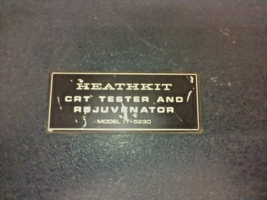 HEATHKIT
CRT TESTER AND
REJUVENATOR
MODEL IT-5230